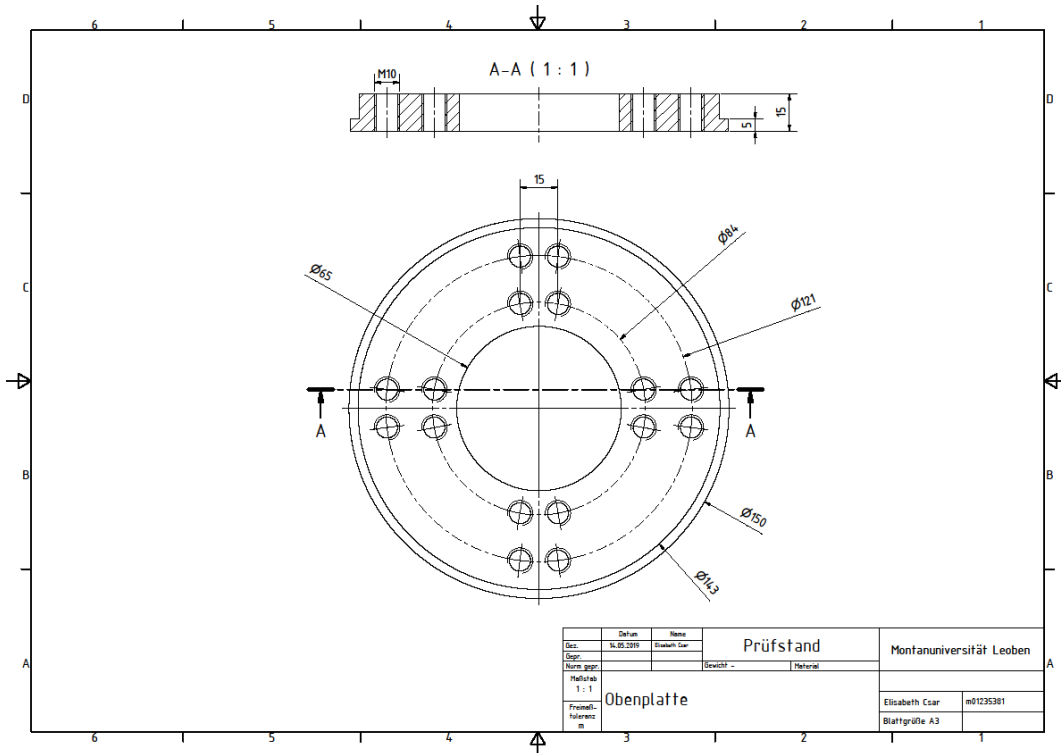 6 5 4 3 2 1
A-A ( 1 : 1 )
M10
D D
15
5
15
Ø84
Ø65
Ø121
C C
A A
B B
Ø150
Ø143
Datum Name
Gez. 14.05.2019 Elisabeth Csar
Gepr.
Norm gepr.
Prüfstand
Gewicht - Material
Montanuniversität Leoben
A A
Maßstab
1 : 1
Obenplatte
Freimaß-
toleranz
m
Elisabeth Csar m01235381
Blattgröße A3
6 5 4 3 2 1